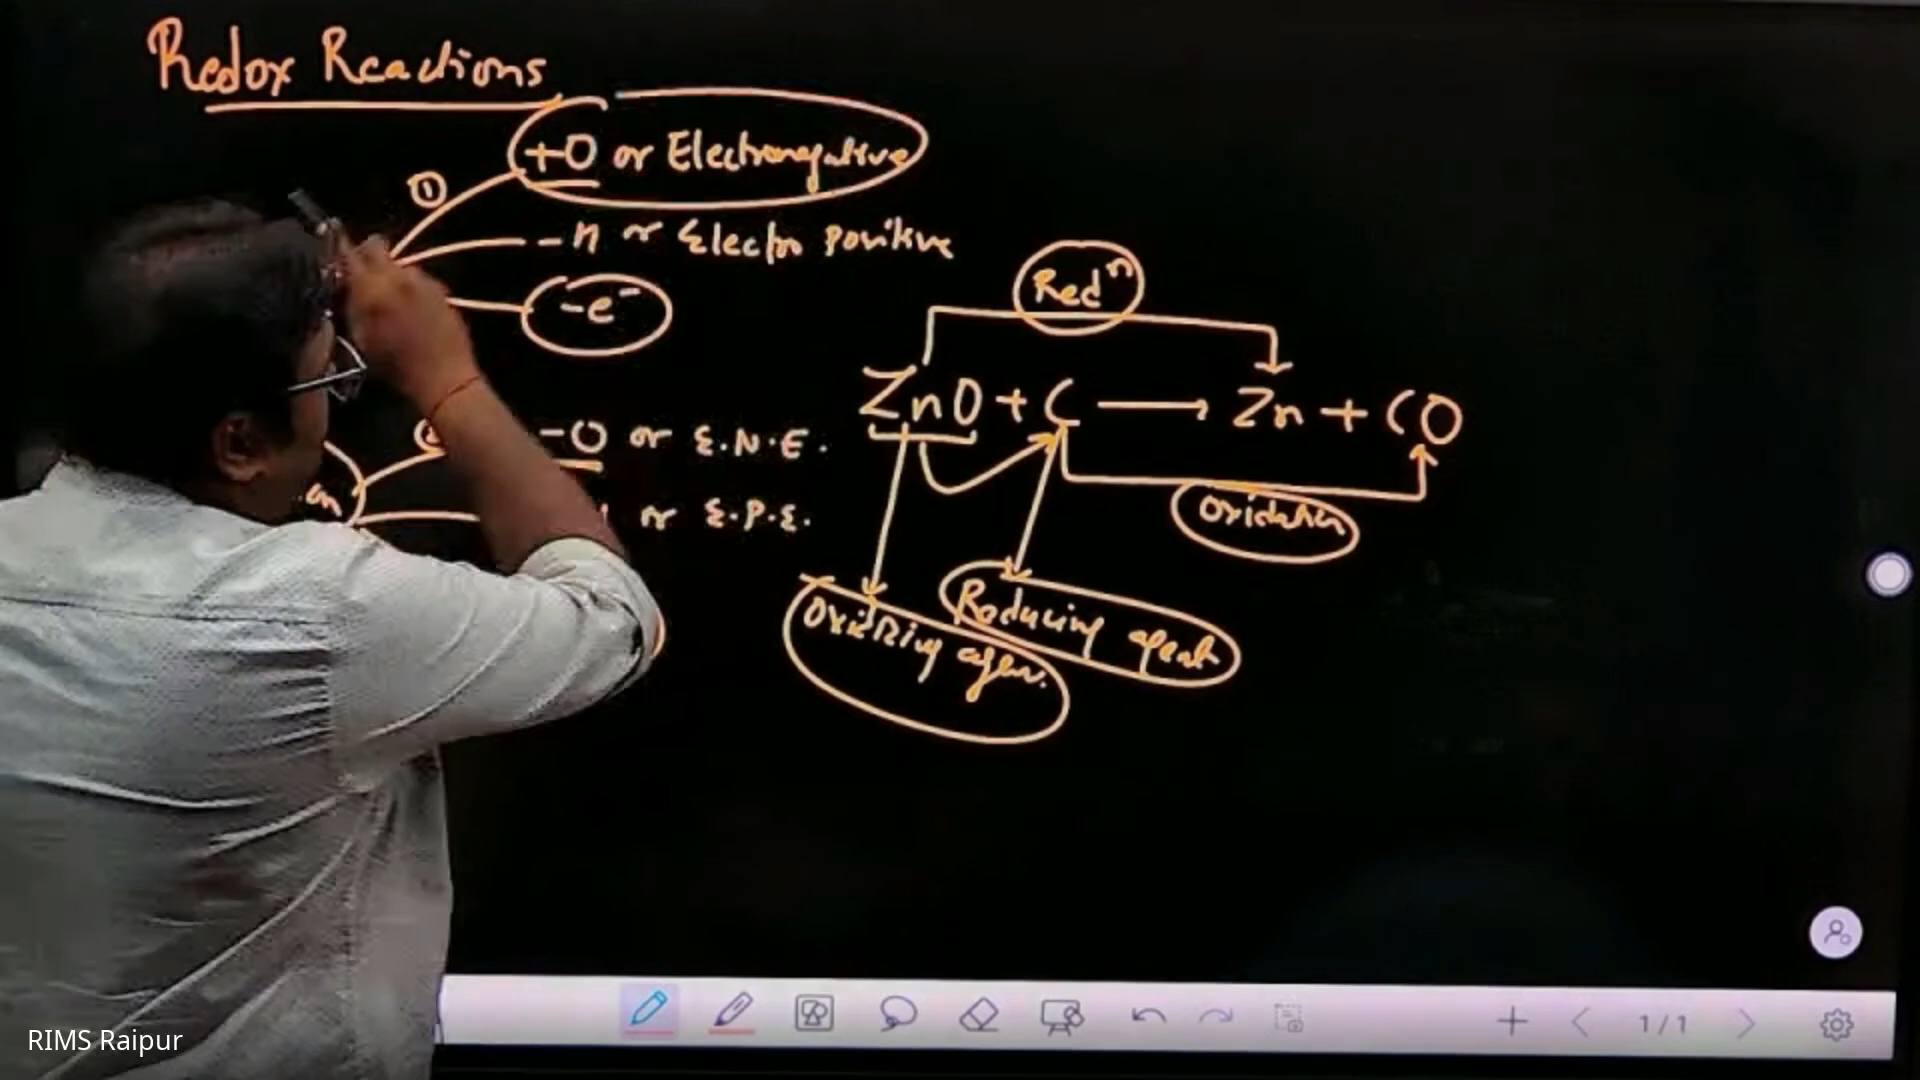 Redox Reactions
① +O or Electronegative
-H or Electro positive
-e⁻
Redⁿ
ZnO + C → Zn + CO
-O or E.N.E.
or E.P.E.
Oxidation
Reducing agent
Oxidizing agen.
1/1
RIMS Raipur